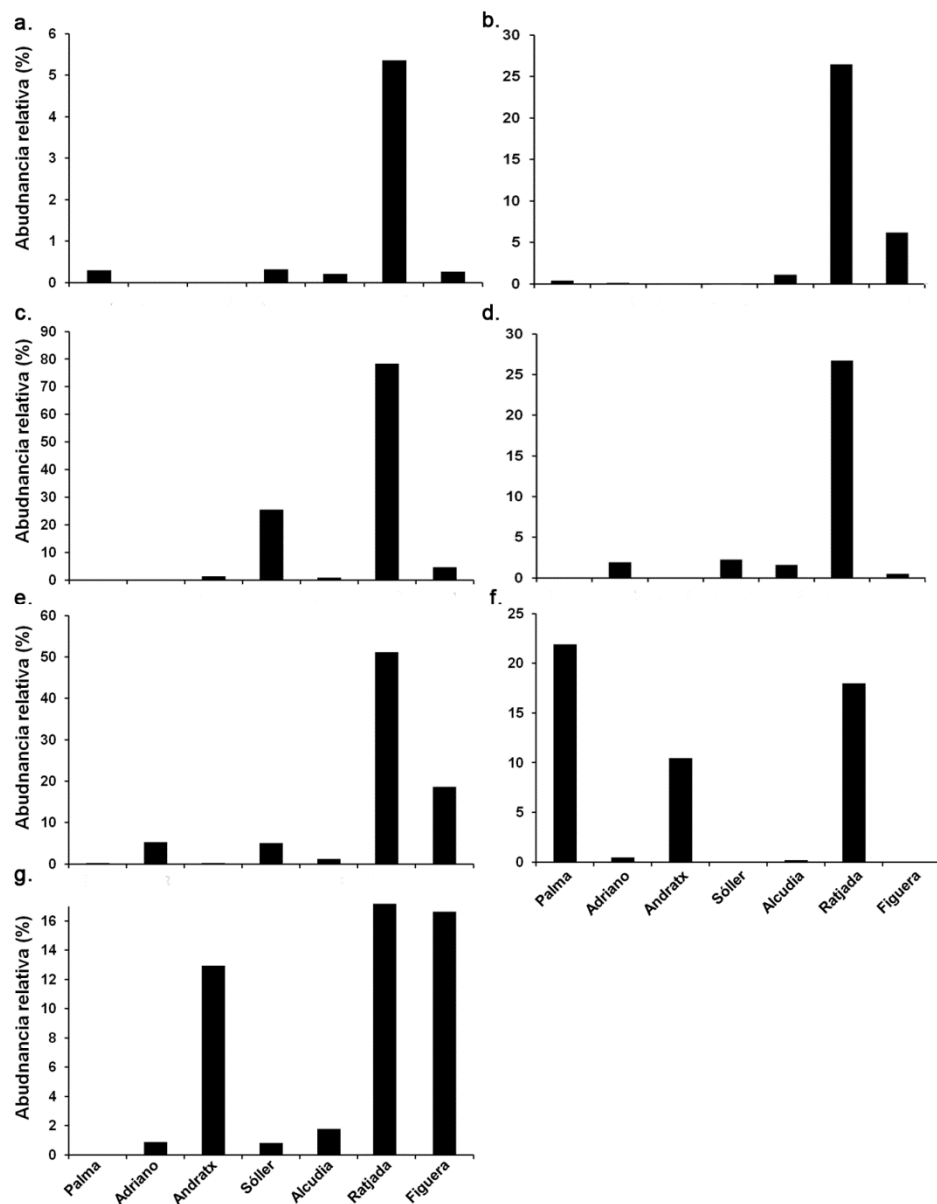 a.
Abudnancia relativa (%)
6
5
4
3
2
1
0
b.
30
25
20
15
10
5
0
c.
Abudnancia relativa (%)
90
80
70
60
50
40
30
20
10
0
d.
30
25
20
15
10
5
0
e.
Abudnancia relativa (%)
60
50
40
30
20
10
0
f.
25
20
15
10
5
0
Palma
Adriano
Andratx
Sóller
Alcudia
Ratjada
Figuera
g.
Abudnancia relativa (%)
16
14
12
10
8
6
4
2
0
Palma
Adriano
Andratx
Sóller
Alcudia
Ratjada
Figuera